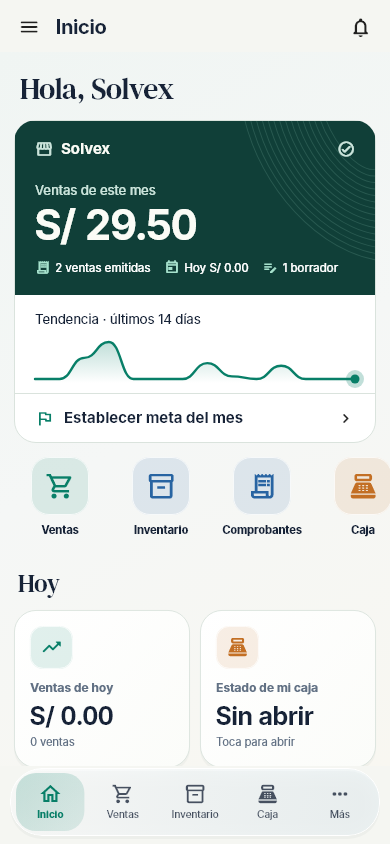 Inicio
Hola, Solvex
Solvex
Ventas de este mes
S/ 29.50
2 ventas emitidas Hoy S/ 0.00 1 borrador
Tendencia · últimos 14 días
Establecer meta del mes
Ventas Inventario Comprobantes Caja
Hoy
Ventas de hoy
S/ 0.00
0 ventas
Estado de mi caja
Sin abrir
Toca para abrir
Inicio Ventas Inventario Caja Más